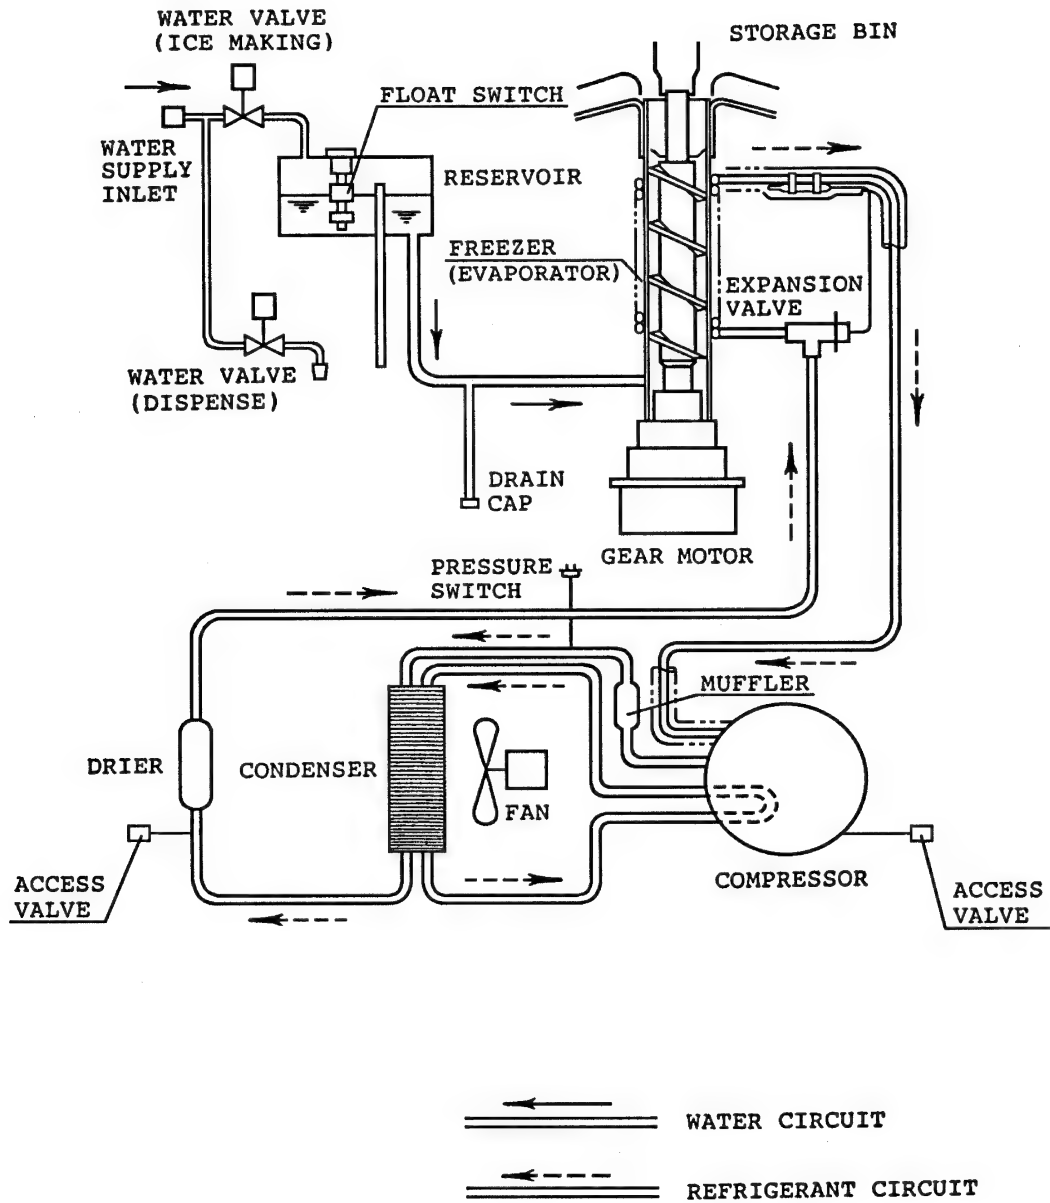 WATER VALVE
(ICE MAKING)
STORAGE BIN
FLOAT SWITCH
WATER
SUPPLY
INLET
RESERVOIR
FREEZER
(EVAPORATOR)
EXPANSION
VALVE
WATER VALVE
(DISPENSE)
DRAIN
CAP
GEAR MOTOR
PRESSURE
SWITCH
MUFFLER
DRIER
CONDENSER
FAN
COMPRESSOR
ACCESS
VALVE
ACCESS
VALVE
WATER CIRCUIT
REFRIGERANT CIRCUIT